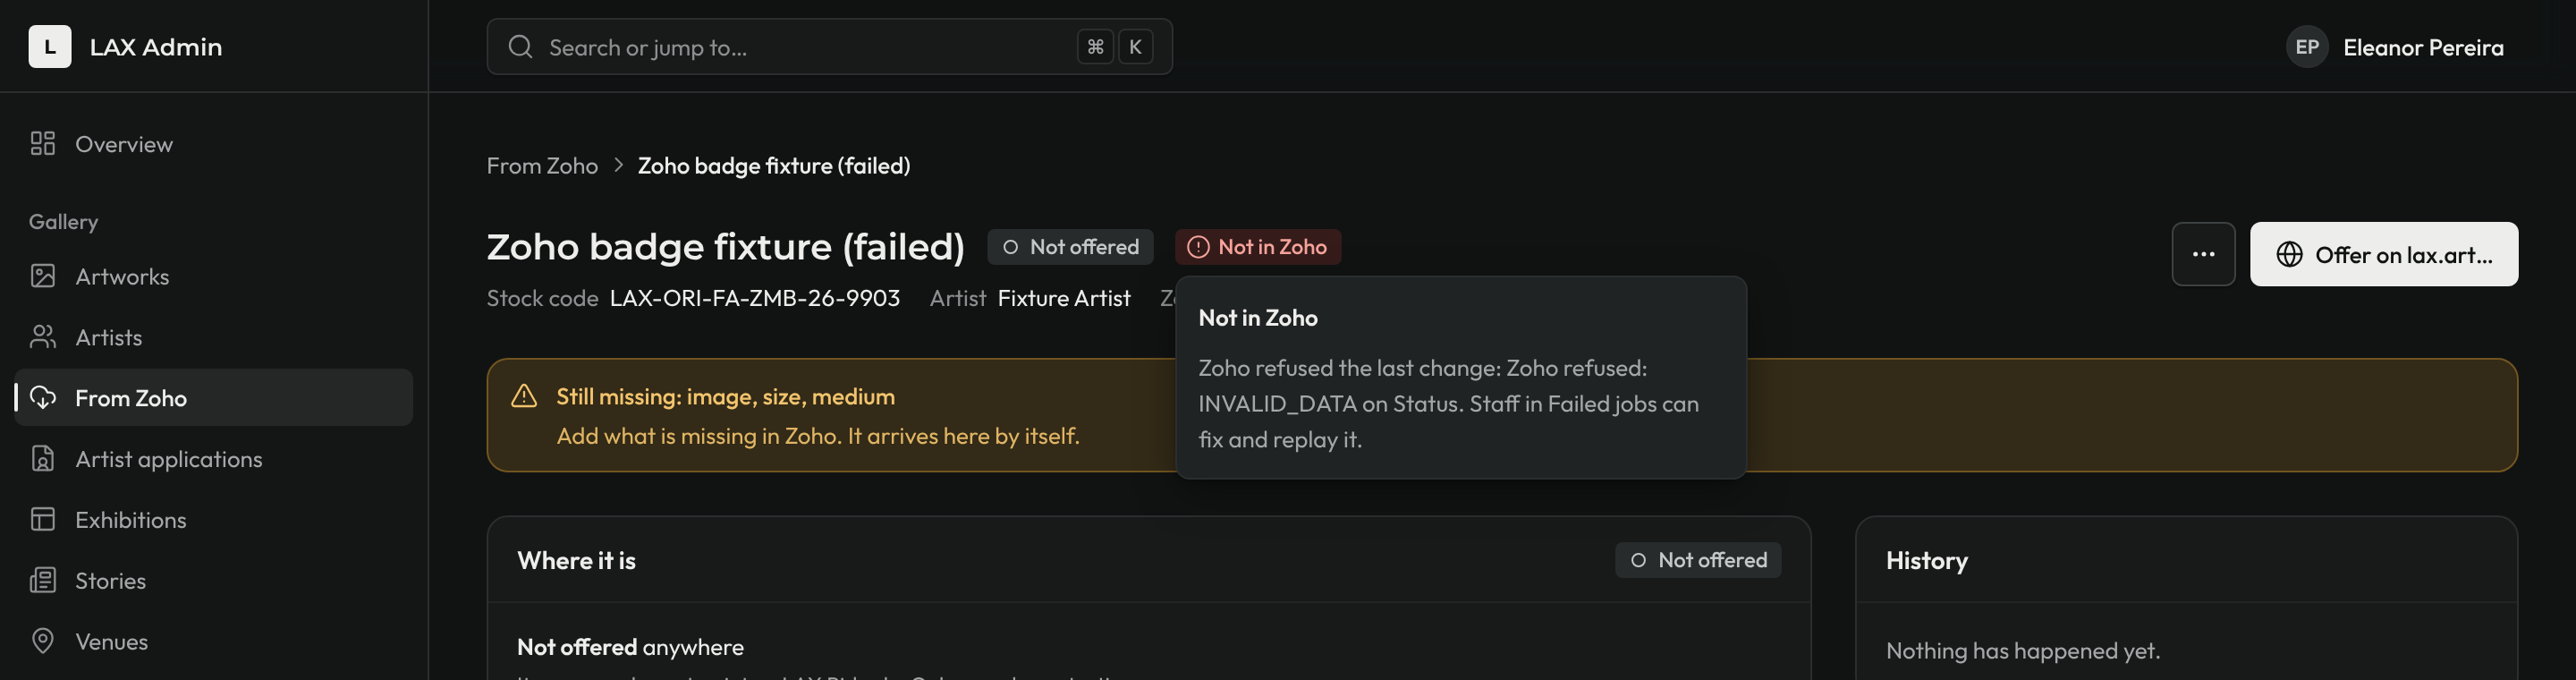 L LAX Admin
Search or jump to...
⌘ K
EP Eleanor Pereira
Overview
Gallery
Artworks
Artists
From Zoho
Artist applications
Exhibitions
Stories
Venues
From Zoho > Zoho badge fixture (failed)
Zoho badge fixture (failed)
Not offered
Not in Zoho
...
Offer on lax.art...
Stock code LAX-ORI-FA-ZMB-26-9903 Artist Fixture Artist
Not in Zoho
Zoho refused the last change: Zoho refused:
INVALID_DATA on Status. Staff in Failed jobs can
fix and replay it.
Still missing: image, size, medium
Add what is missing in Zoho. It arrives here by itself.
Where it is
Not offered
Not offered anywhere
History
Nothing has happened yet.